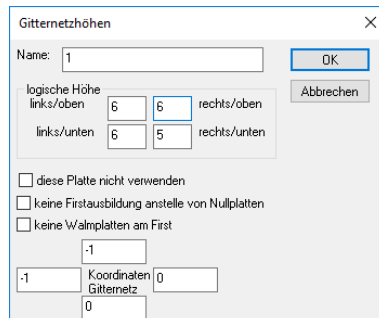 Gitternetzhöhen
Name: 1
OK
Abbrechen
logische Höhe
links/oben 6 6 rechts/oben
links/unten 6 5 rechts/unten
diese Platte nicht verwenden
keine Firstausbildung anstelle von Nullplatten
keine Walmplatten am First
-1
-1 Koordinaten 0
Gitternetz
0